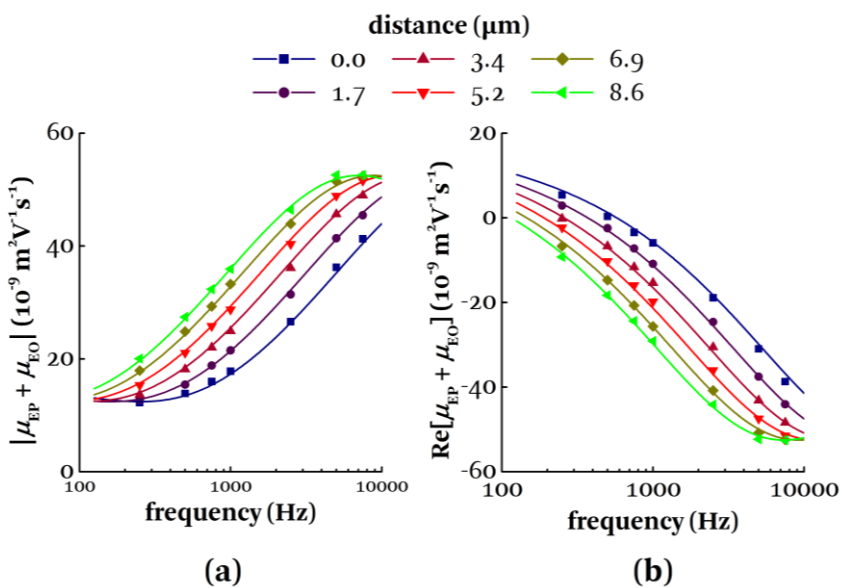 distance (μm)
0.0 3.4 6.9
1.7 5.2 8.6
|μEP + μEO| (10⁻⁹ m²V⁻¹s⁻¹)
60
40
20
0
100 1000 10000
frequency (Hz)
(a)
Re[μEP + μEO] (10⁻⁹ m²V⁻¹s⁻¹)
20
0
-20
-40
-60
100 1000 10000
frequency (Hz)
(b)